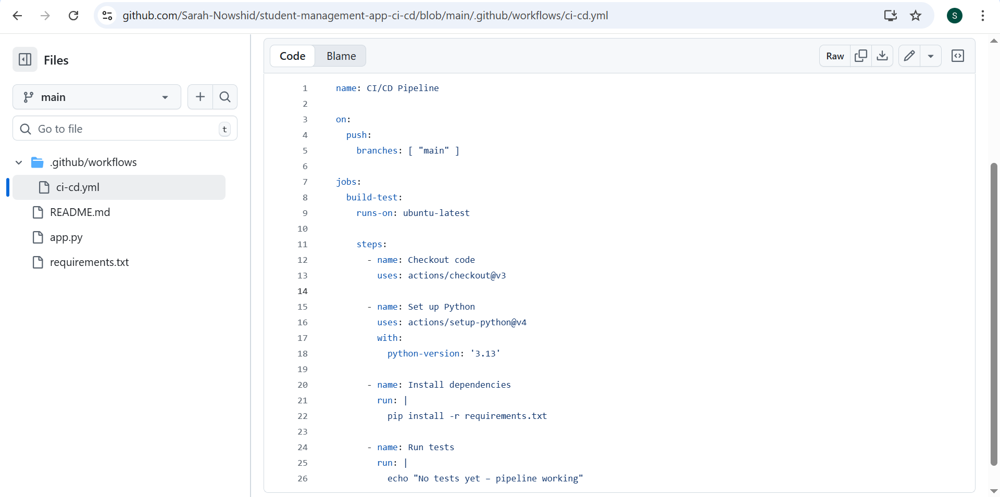 github.com/Sarah-Nowshid/student-management-app-ci-cd/blob/main/.github/workflows/ci-cd.yml
S
Files
main
Go to file
t
.github/workflows
ci-cd.yml
README.md
app.py
requirements.txt
Code
Blame
Raw
1 name: CI/CD Pipeline
2
3 on:
4 push:
5 branches: [ "main" ]
6
7 jobs:
8 build-test:
9 runs-on: ubuntu-latest
10
11 steps:
12 - name: Checkout code
13 uses: actions/checkout@v3
14
15 - name: Set up Python
16 uses: actions/setup-python@v4
17 with:
18 python-version: '3.13'
19
20 - name: Install dependencies
21 run: |
22 pip install -r requirements.txt
23
24 - name: Run tests
25 run: |
26 echo "No tests yet – pipeline working"